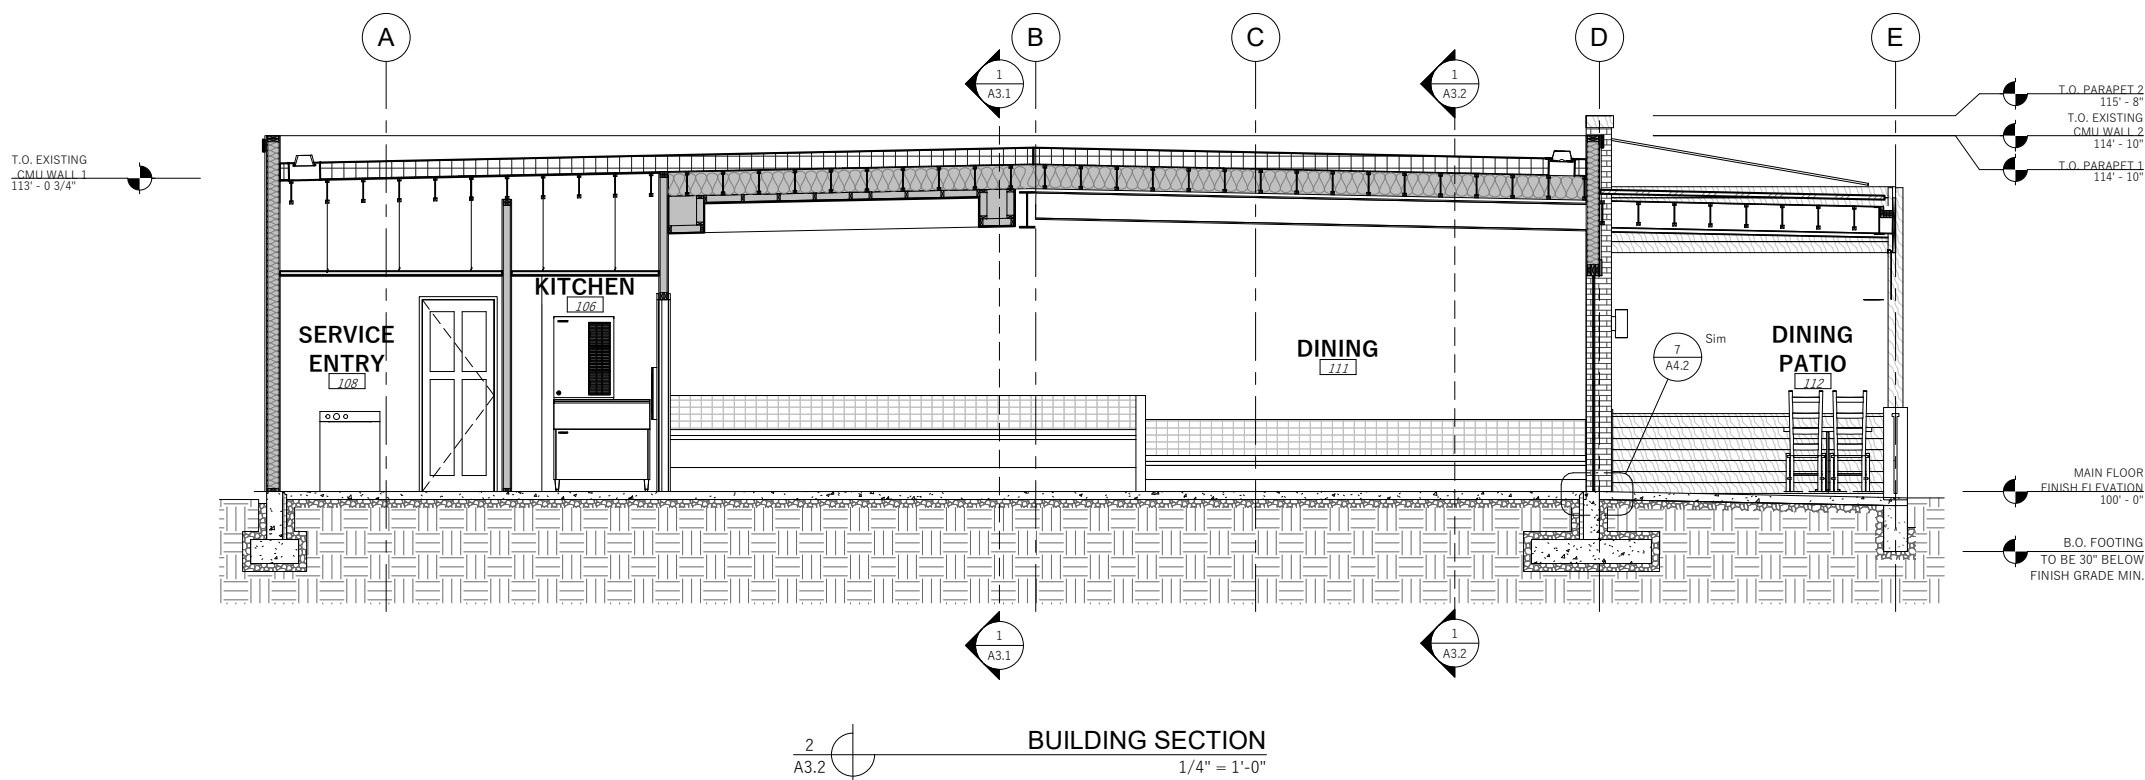 A
B
C
D
E
1
A3.1
1
A3.2
T.O. PARAPET 2
115' - 8"
T.O. EXISTING
CMU WALL 2
114' - 10"
T.O. PARAPET 1
114' - 10"
T.O. EXISTING
CMU WALL 1
113' - 0 3/4"
KITCHEN
106
SERVICE
ENTRY
108
DINING
111
7
A4.2
Sim
DINING
PATIO
112
MAIN FLOOR
FINISH ELEVATION
100' - 0"
B.O. FOOTING
TO BE 30" BELOW
FINISH GRADE MIN.
1
A3.1
1
A3.2
2
A3.2
BUILDING SECTION
1/4" = 1'-0"